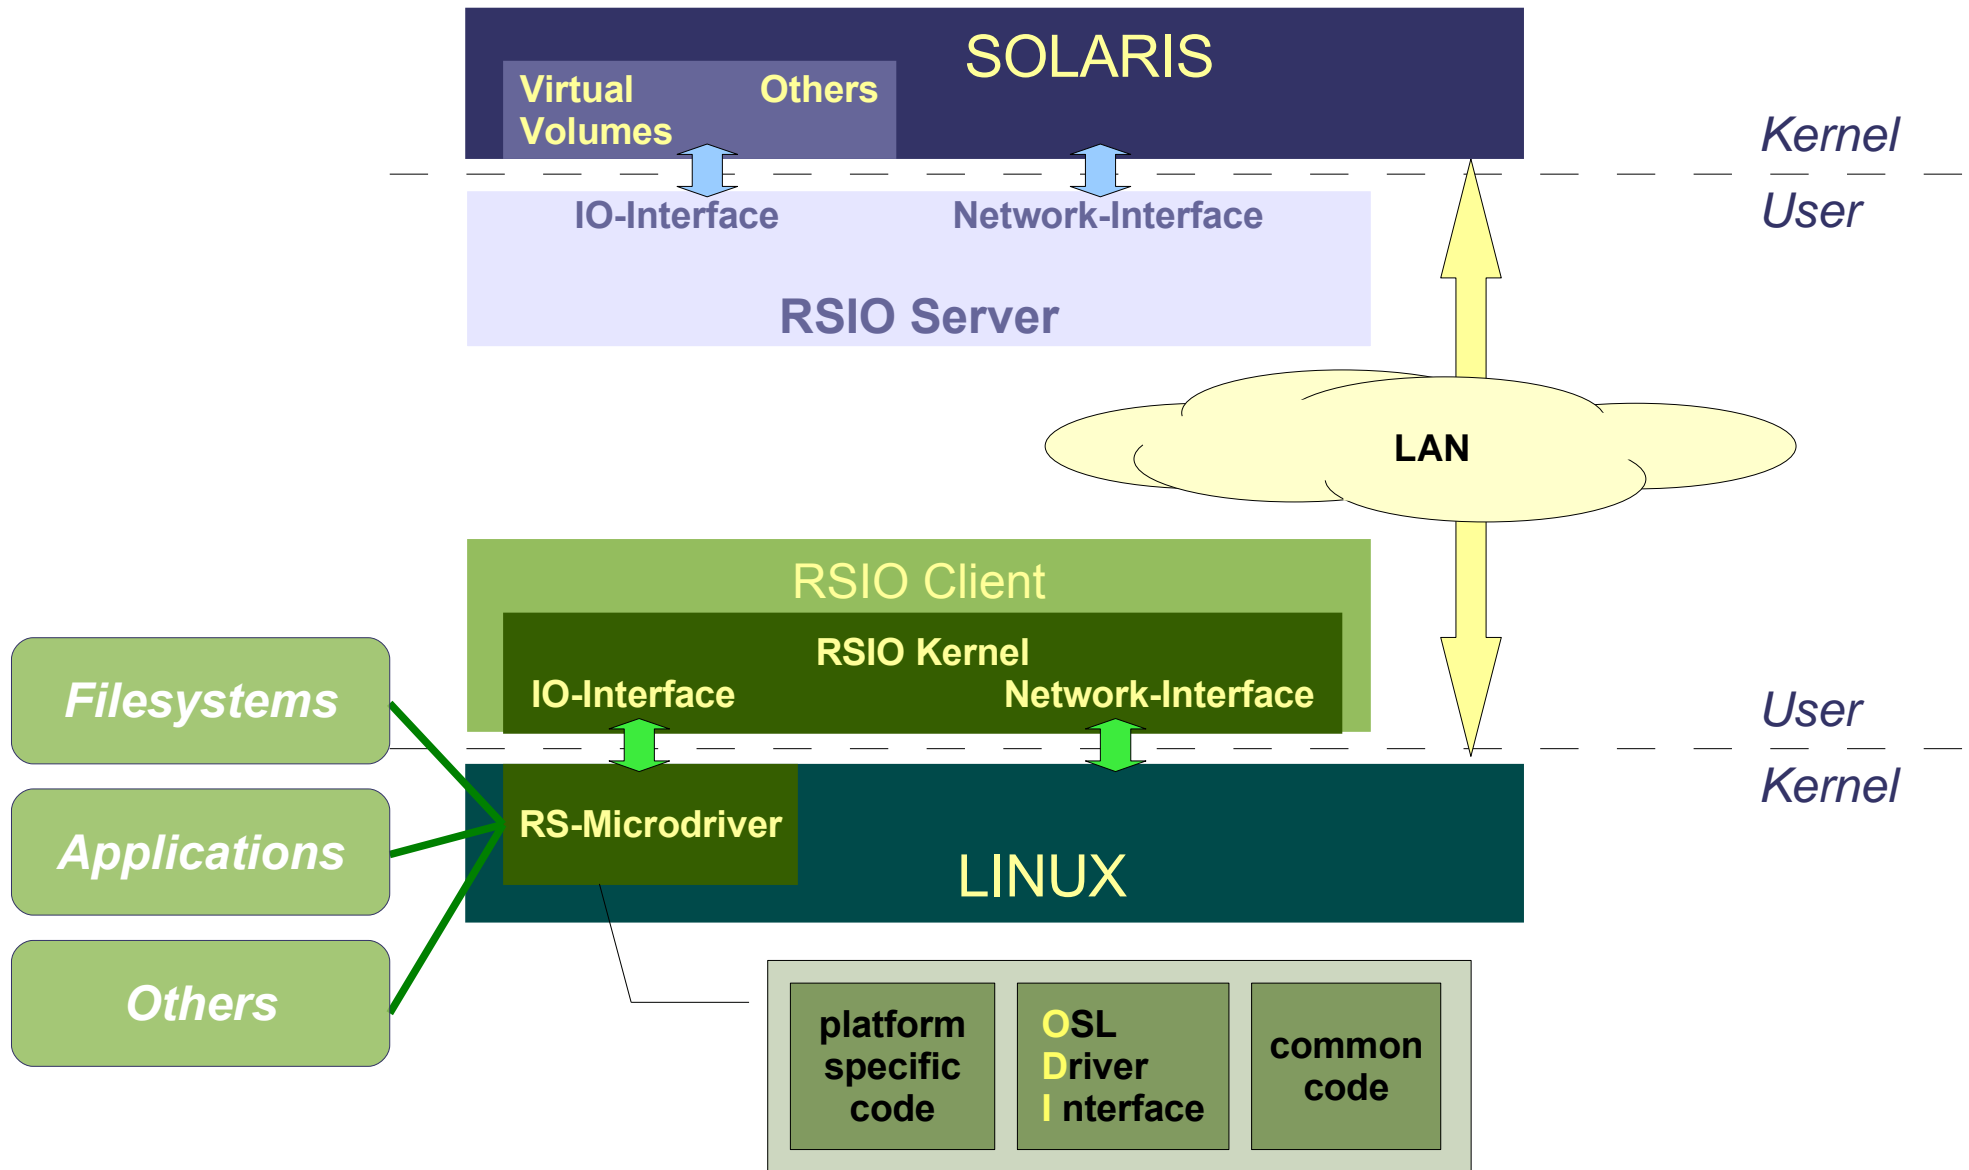 SOLARIS
Virtual Others
Volumes
Kernel
User
IO-Interface Network-Interface
RSIO Server
LAN
RSIO Client
RSIO Kernel
IO-Interface Network-Interface
Filesystems
Applications
Others
User
Kernel
RS-Microdriver
LINUX
platform
specific
code
OSL
Driver
I nterface
common
code